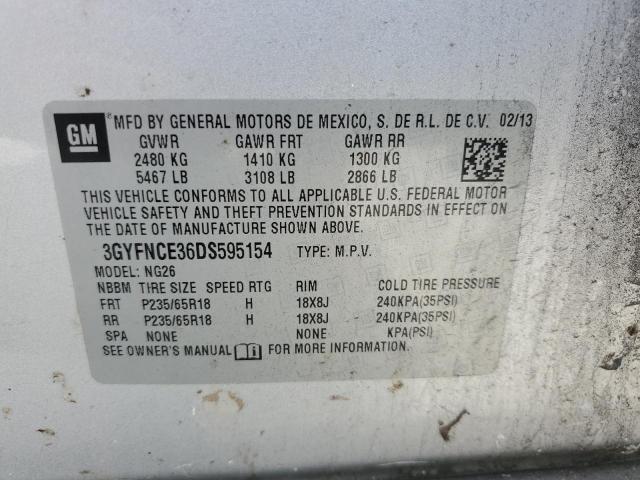 GM ® MFD BY GENERAL MOTORS DE MEXICO, S. DE R.L. DE C.V. 02/13
GVWR GAWR FRT GAWR RR
2480 KG 1410 KG 1300 KG
5467 LB 3108 LB 2866 LB
THIS VEHICLE CONFORMS TO ALL APPLICABLE U.S. FEDERAL MOTOR
VEHICLE SAFETY AND THEFT PREVENTION STANDARDS IN EFFECT ON
THE DATE OF MANUFACTURE SHOWN ABOVE.
3GYFNCE36DS595154 TYPE: M.P.V.
MODEL: NG26
NBBM TIRE SIZE SPEED RTG RIM COLD TIRE PRESSURE
FRT P235/65R18 H 18X8J 240KPA(35PSI)
RR P235/65R18 H 18X8J 240KPA(35PSI)
SPA NONE NONE KPA(PSI)
SEE OWNER'S MANUAL FOR MORE INFORMATION.